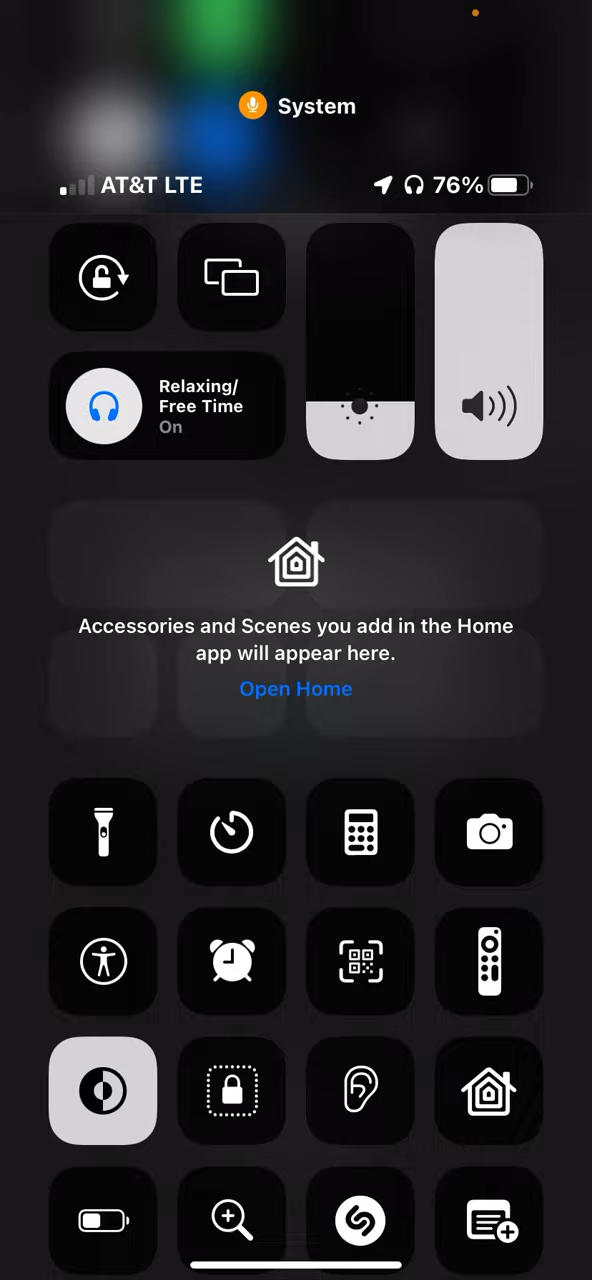 System
AT&T LTE
76%
Relaxing/
Free Time
On
Accessories and Scenes you add in the Home
app will appear here.
Open Home